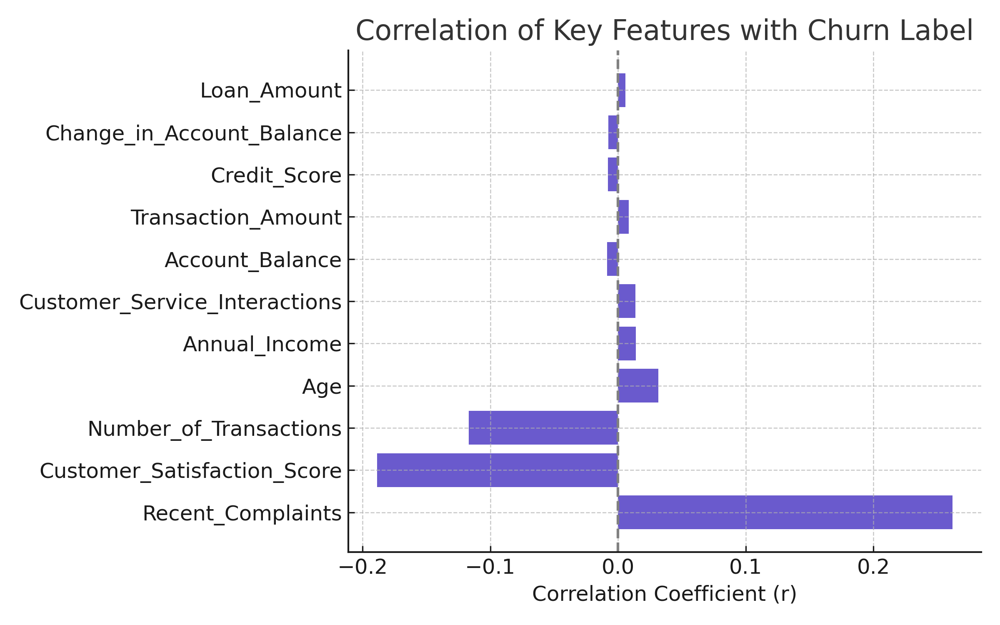 Correlation of Key Features with Churn Label
Loan_Amount
Change_in_Account_Balance
Credit_Score
Transaction_Amount
Account_Balance
Customer_Service_Interactions
Annual_Income
Age
Number_of_Transactions
Customer_Satisfaction_Score
Recent_Complaints
−0.2 −0.1 0.0 0.1 0.2
Correlation Coefficient (r)